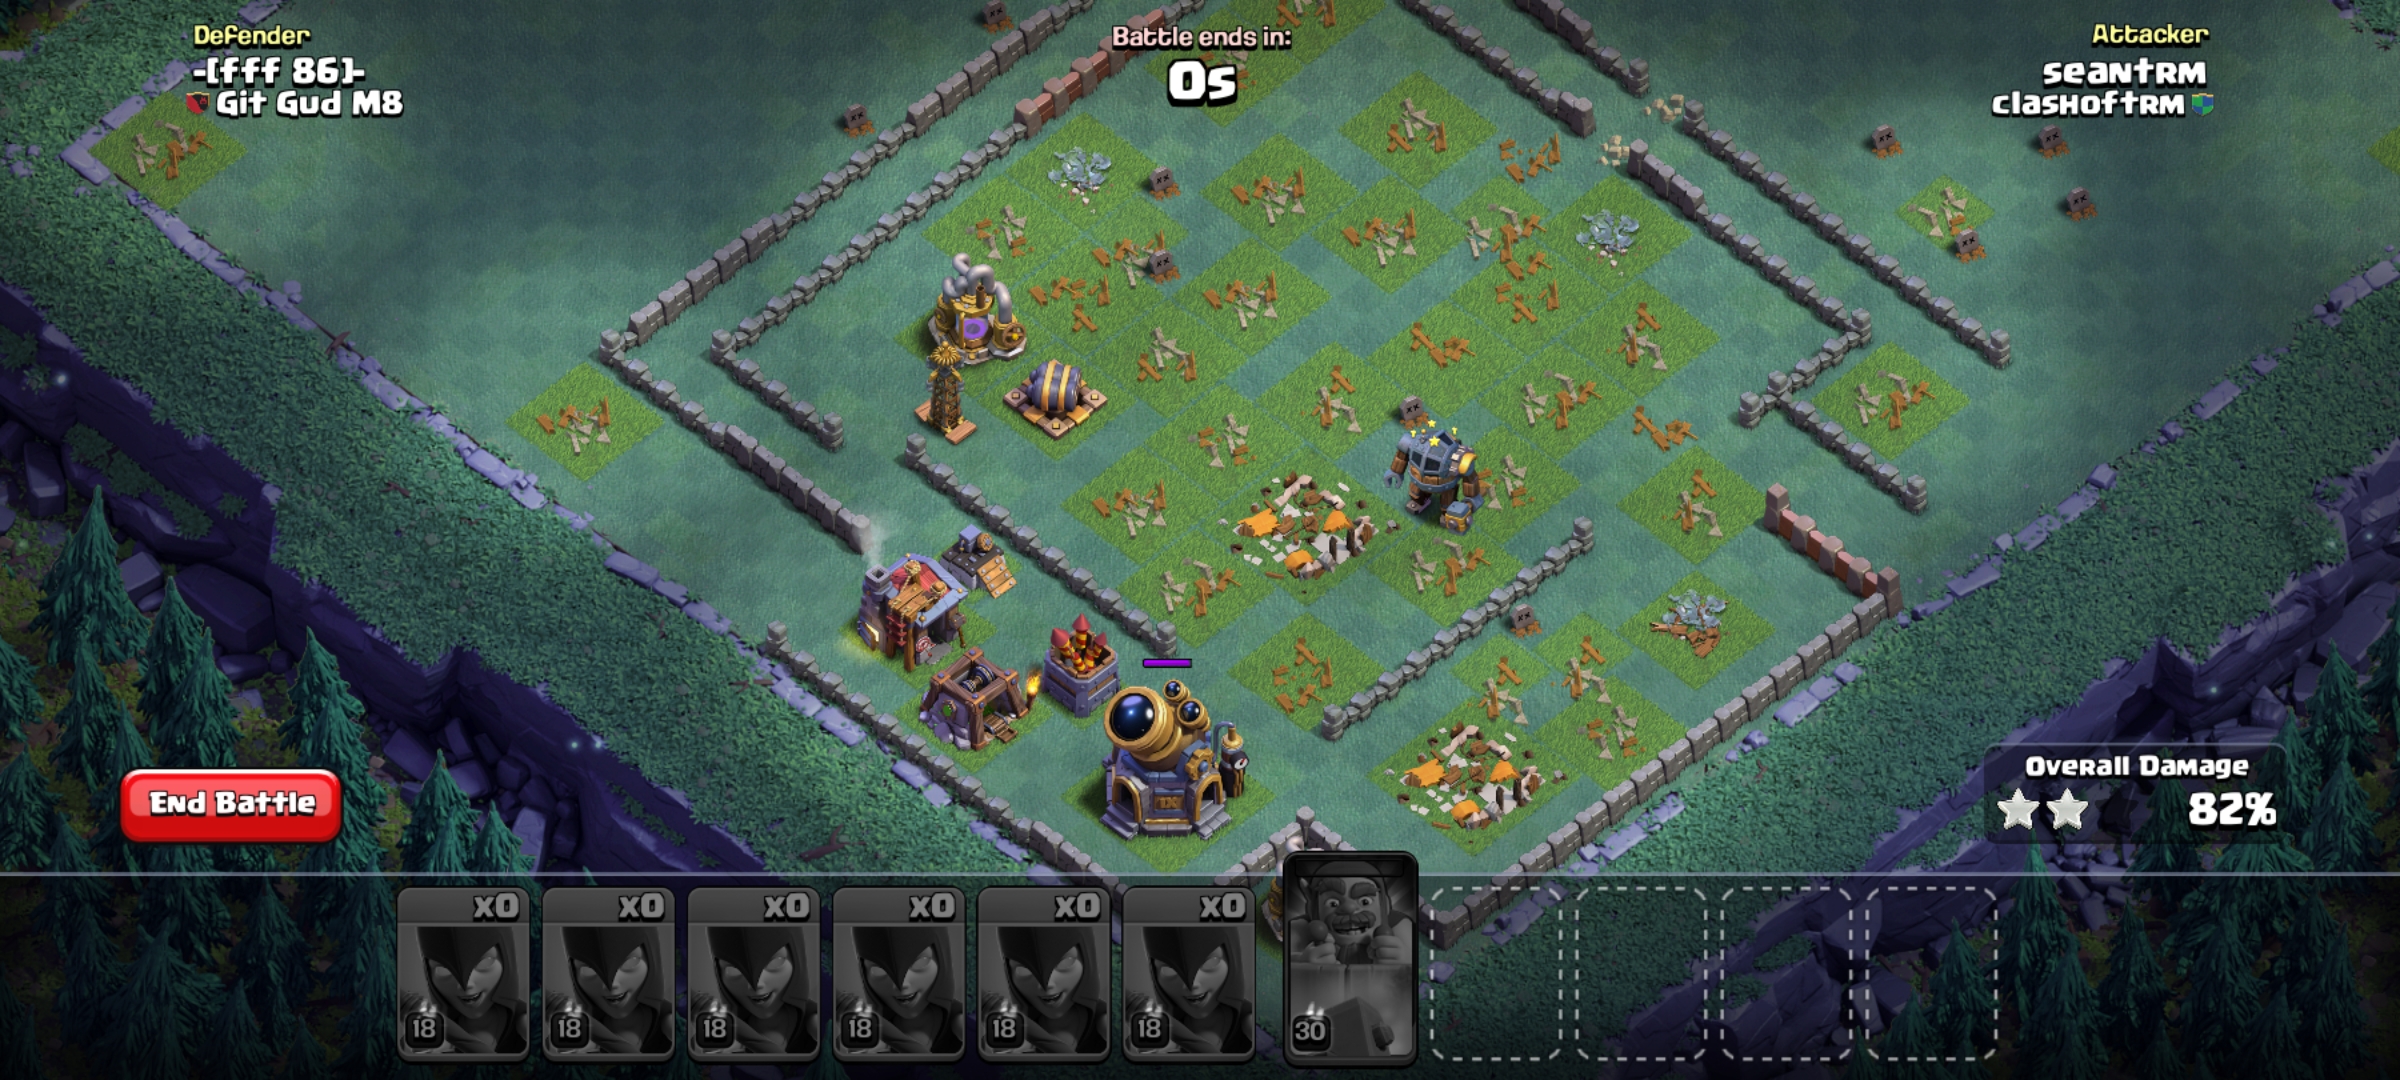 Defender
-[fff 86]-
Git Gud M8
Battle ends in:
0s
Attacker
seantRM
clashoftRM
End Battle
Overall Damage
82%
x0 x0 x0 x0 x0 x0
18 18 18 18 18 18 30